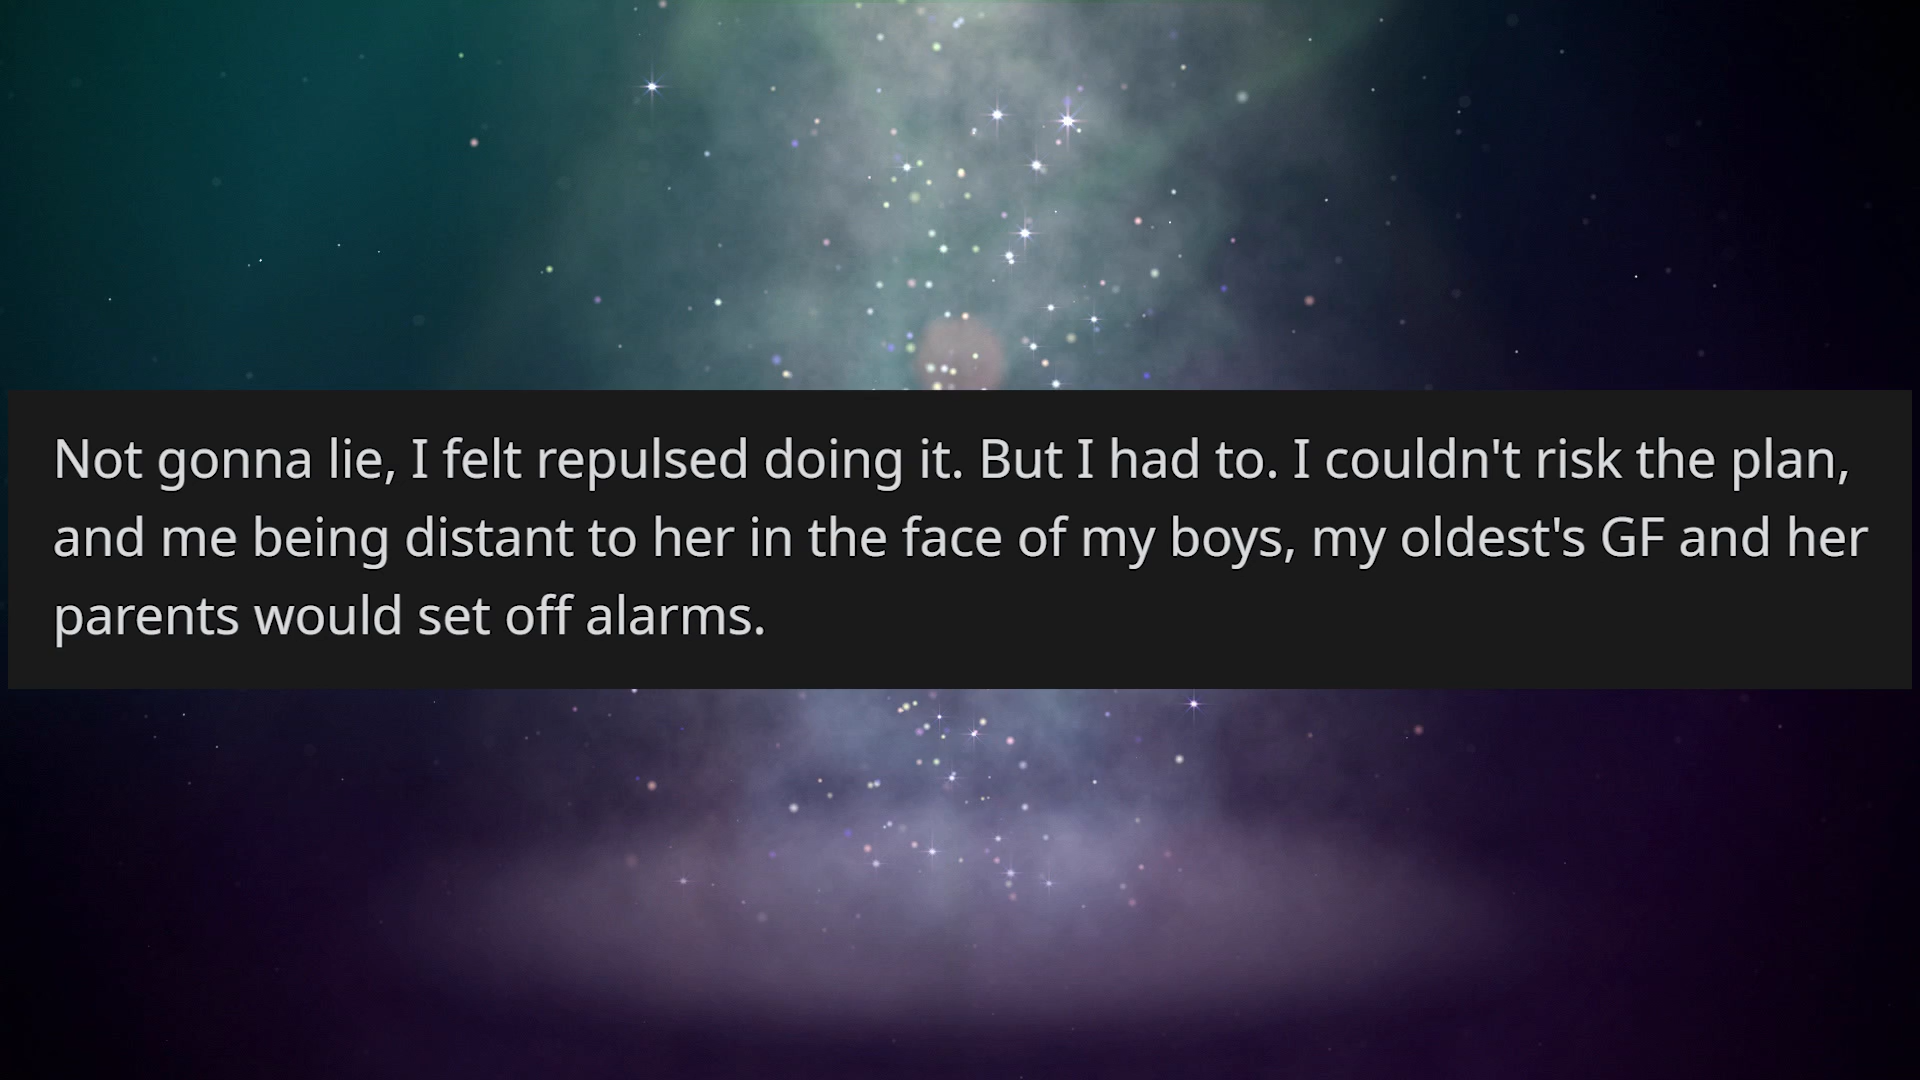 Not gonna lie, I felt repulsed doing it. But I had to. I couldn't risk the plan,
and me being distant to her in the face of my boys, my oldest's GF and her
parents would set off alarms.